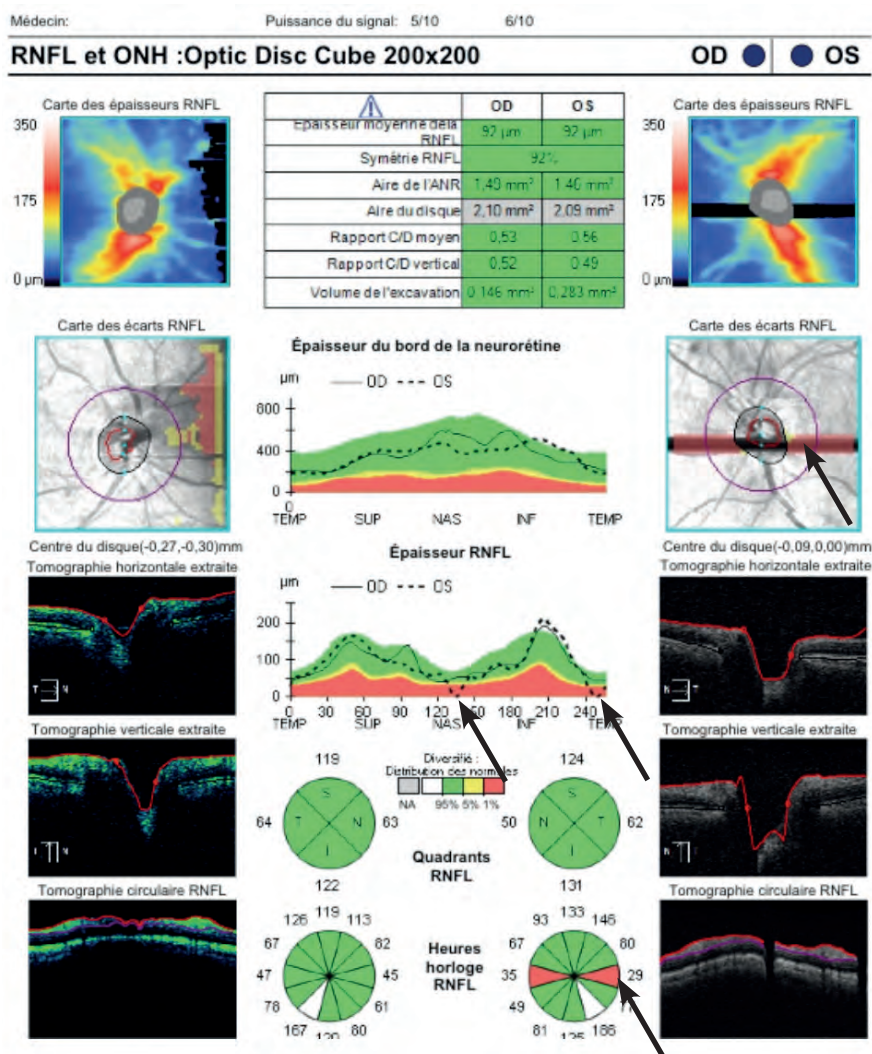 Médecin: Puissance du signal: 5/10 6/10
RNFL et ONH :Optic Disc Cube 200x200 OD OS
Carte des épaisseurs RNFL
350
175
0 µm
OD OS
Epaisseur moyenne de la RNFL 92 µm 92 µm
Symétrie RNFL 92%
Aire de l'ANR 1,49 mm² 1,46 mm²
Aire du disque 2,10 mm² 2,09 mm²
Rapport C/D moyen 0,53 0,56
Rapport C/D vertical 0,52 0,49
Volume de l'excavation 0,146 mm³ 0,283 mm³
Carte des épaisseurs RNFL
350
175
0 µm
Carte des écarts RNFL
Épaisseur du bord de la neurorétine
µm OD OS
800
400
0
0
TEMP SUP NAS INF TEMP
Carte des écarts RNFL
Centre du disque(-0,27,-0,30)mm
Tomographie horizontale extraite
T N
Épaisseur RNFL
µm OD OS
200
100
0
0 30 60 90 120 150 180 210 240
TEMP SUP NAS INF TEMP
Centre du disque(-0,09,0,00)mm
Tomographie horizontale extraite
T N
Tomographie verticale extraite
I N
Diversifié :
Distribution des normales
NA 95% 5% 1%
119
64 S T N I 63
122
Quadrants
RNFL
124
50 S N T I 62
131
Tomographie verticale extraite
I N
Tomographie circulaire RNFL
126 119 113
67 82
47 45
78 61
167 120 80
Heures
horloge
RNFL
93 133 146
67 80
35 29
49
81 125 166
Tomographie circulaire RNFL